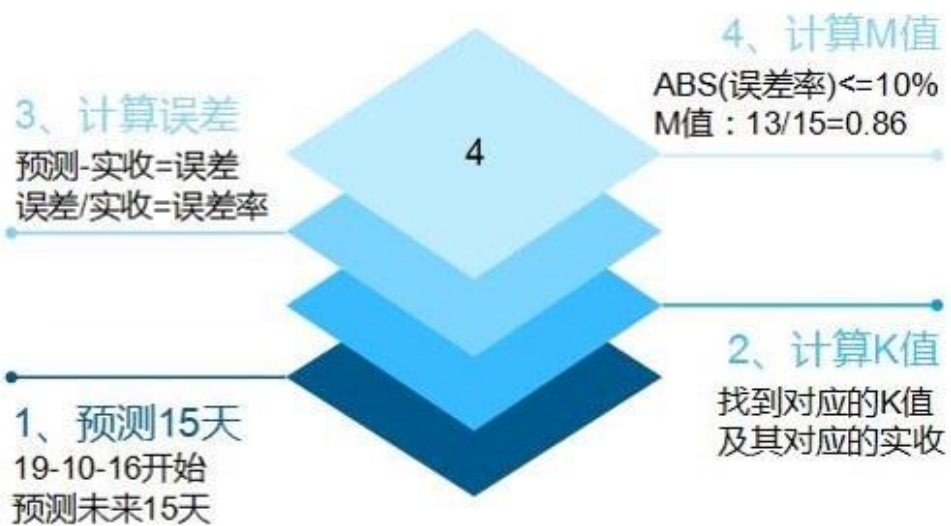 4、计算M值
ABS(误差率)<=10%
M值：13/15=0.86
3、计算误差
预测-实收=误差
误差/实收=误差率
4
2、计算K值
找到对应的K值
及其对应的实收
1、预测15天
19-10-16开始
预测未来15天